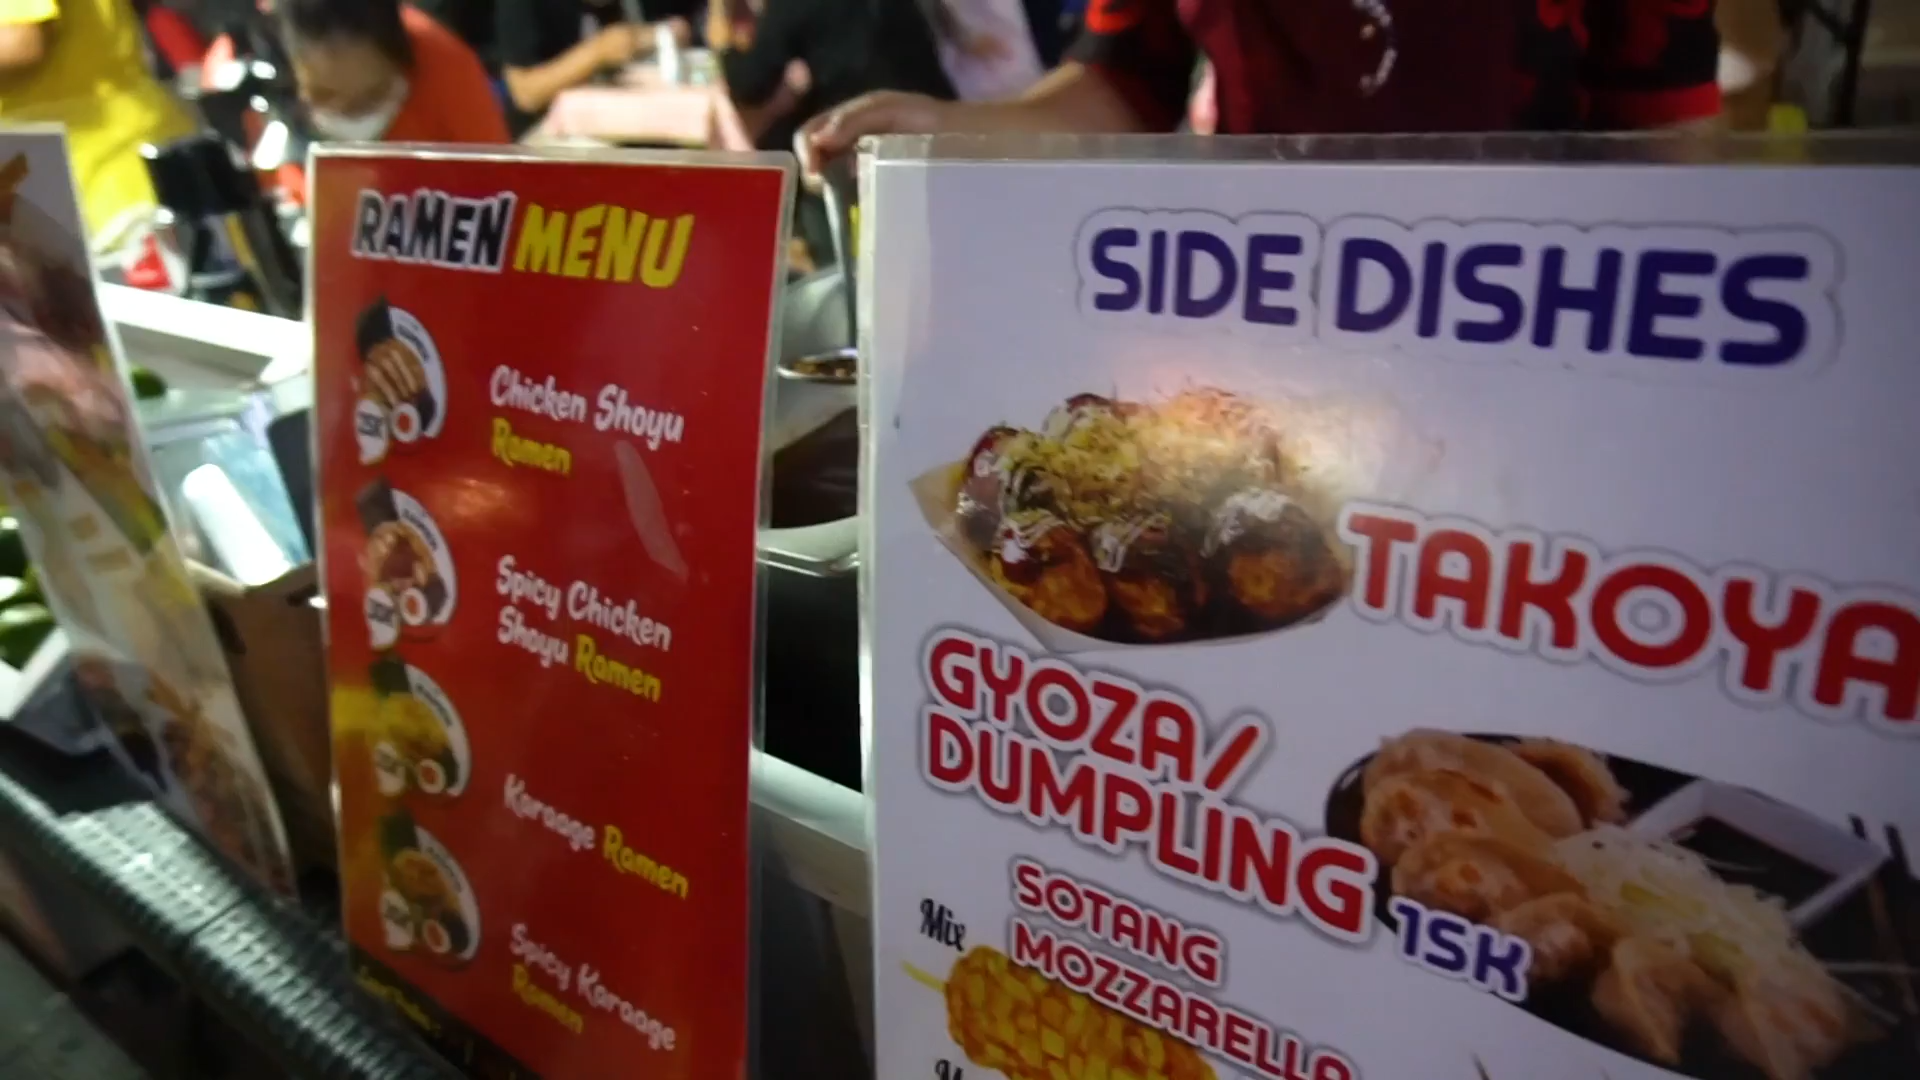 RAMEN MENU
Chicken Shoyu
Ramen
Spicy Chicken
Shoyu Ramen
Karaage Ramen
Spicy Karaage
Ramen
SIDE DISHES
TAKOYA
GYOZA/
DUMPLING
15K
Mix
SOTANG
MOZZARELLA